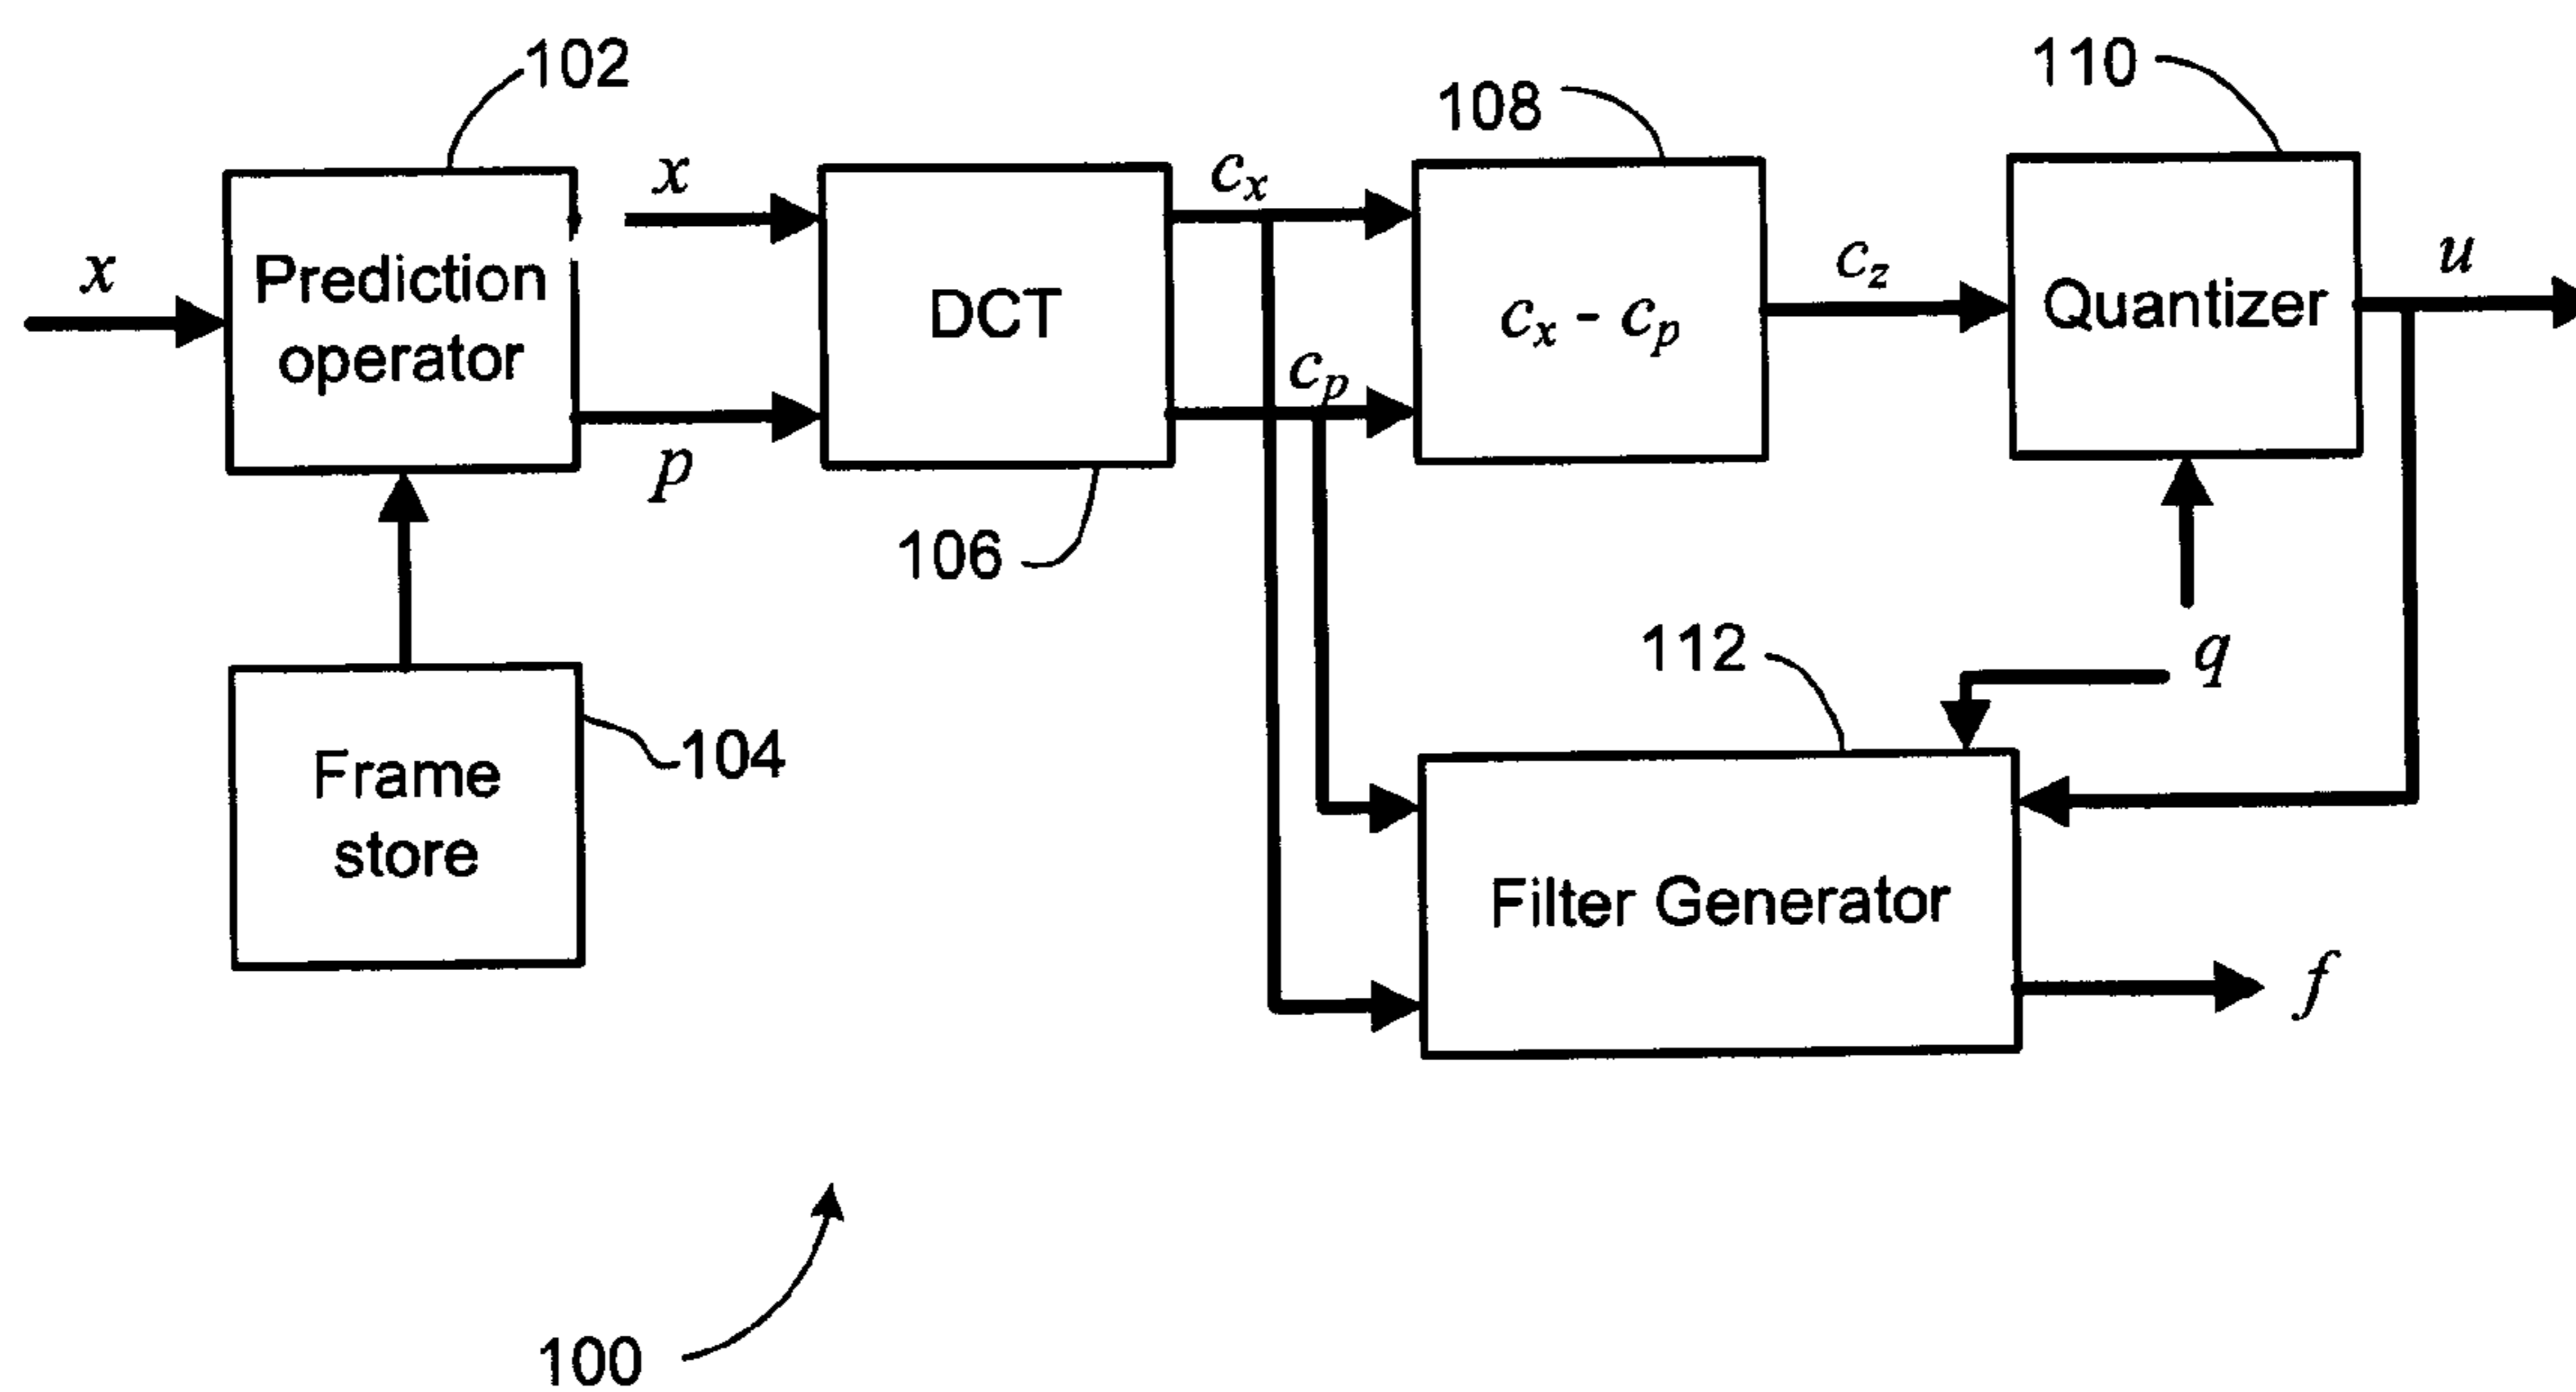 102
110
108
x
x
c_x
Prediction
operator
DCT
c_x - c_p
c_z
Quantizer
u
p
c_p
106
112
q
104
Frame
store
Filter Generator
f
100